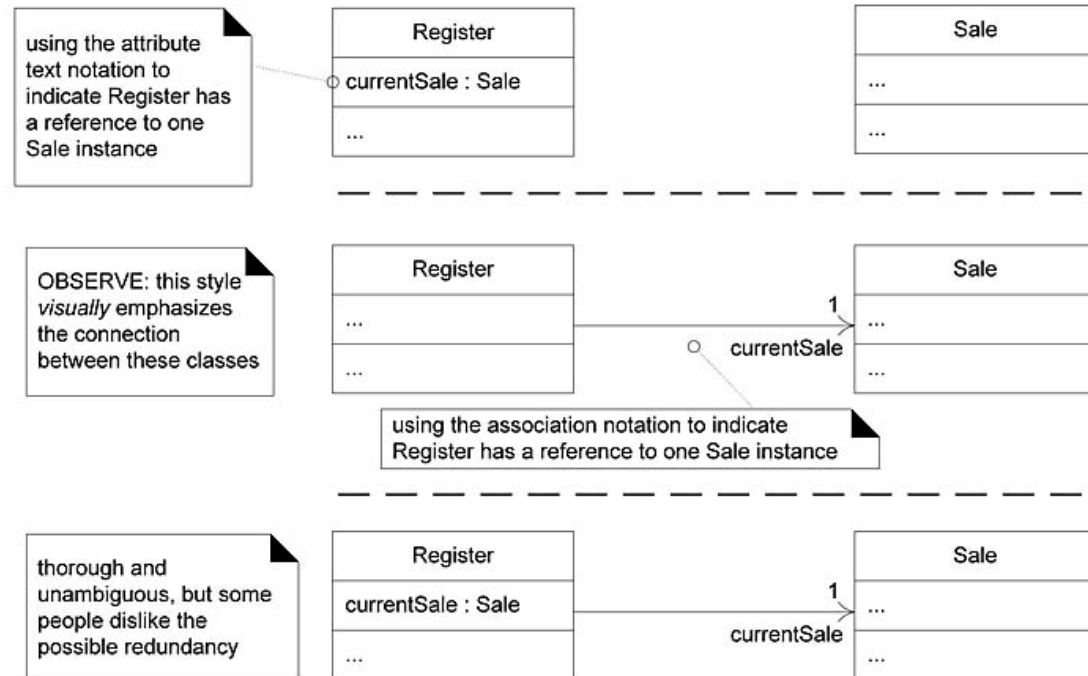 using the attribute
text notation to
indicate Register has
a reference to one
Sale instance
Register
currentSale : Sale
...
Sale
...
...
OBSERVE: this style
visually emphasizes
the connection
between these classes
Register
...
...
1
currentSale
Sale
...
...
using the association notation to indicate
Register has a reference to one Sale instance
thorough and
unambiguous, but some
people dislike the
possible redundancy
Register
currentSale : Sale
...
1
currentSale
Sale
...
...